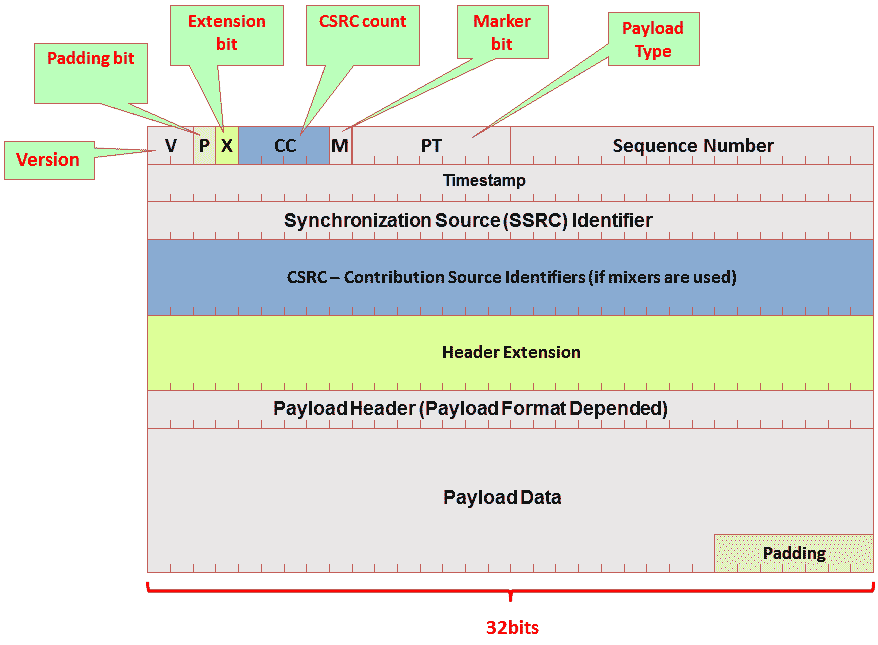 Extension
bit
CSRC count
Marker
bit
Payload
Type
Padding bit
Version
V P X CC M PT Sequence Number
Timestamp
Synchronization Source (SSRC) Identifier
CSRC – Contribution Source Identifiers (if mixers are used)
Header Extension
Payload Header (Payload Format Depended)
Payload Data
Padding
32bits